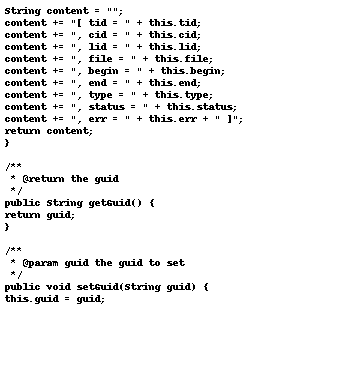 String content = "";
content += "[ tid = " + this.tid;
content += ", cid = " + this.cid;
content += ", lid = " + this.lid;
content += ", file = " + this.file;
content += ", begin = " + this.begin;
content += ", end = " + this.end;
content += ", type = " + this.type;
content += ", status = " + this.status;
content += ", err = " + this.err + " ]";
return content;
}

/**
 * @return the guid
 */
public String getGuid() {
return guid;
}

/**
 * @param guid the guid to set
 */
public void setGuid(String guid) {
this.guid = guid;